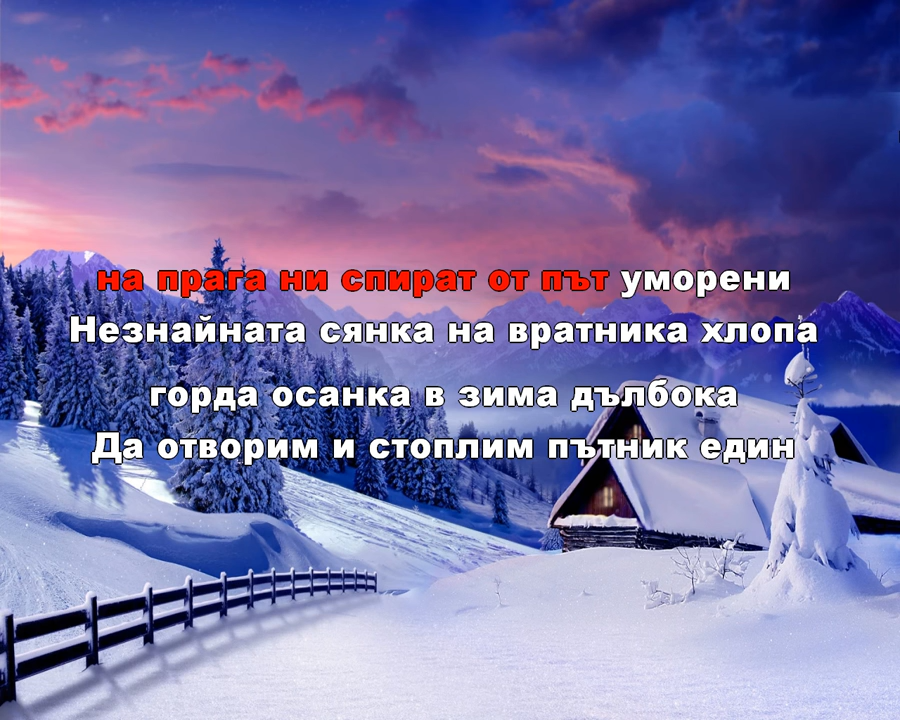 на прага ни спират от път уморени
Незнайната сянка на вратника хлопа
горда осанка в зима дълбока
Да отворим и стоплим пътник един